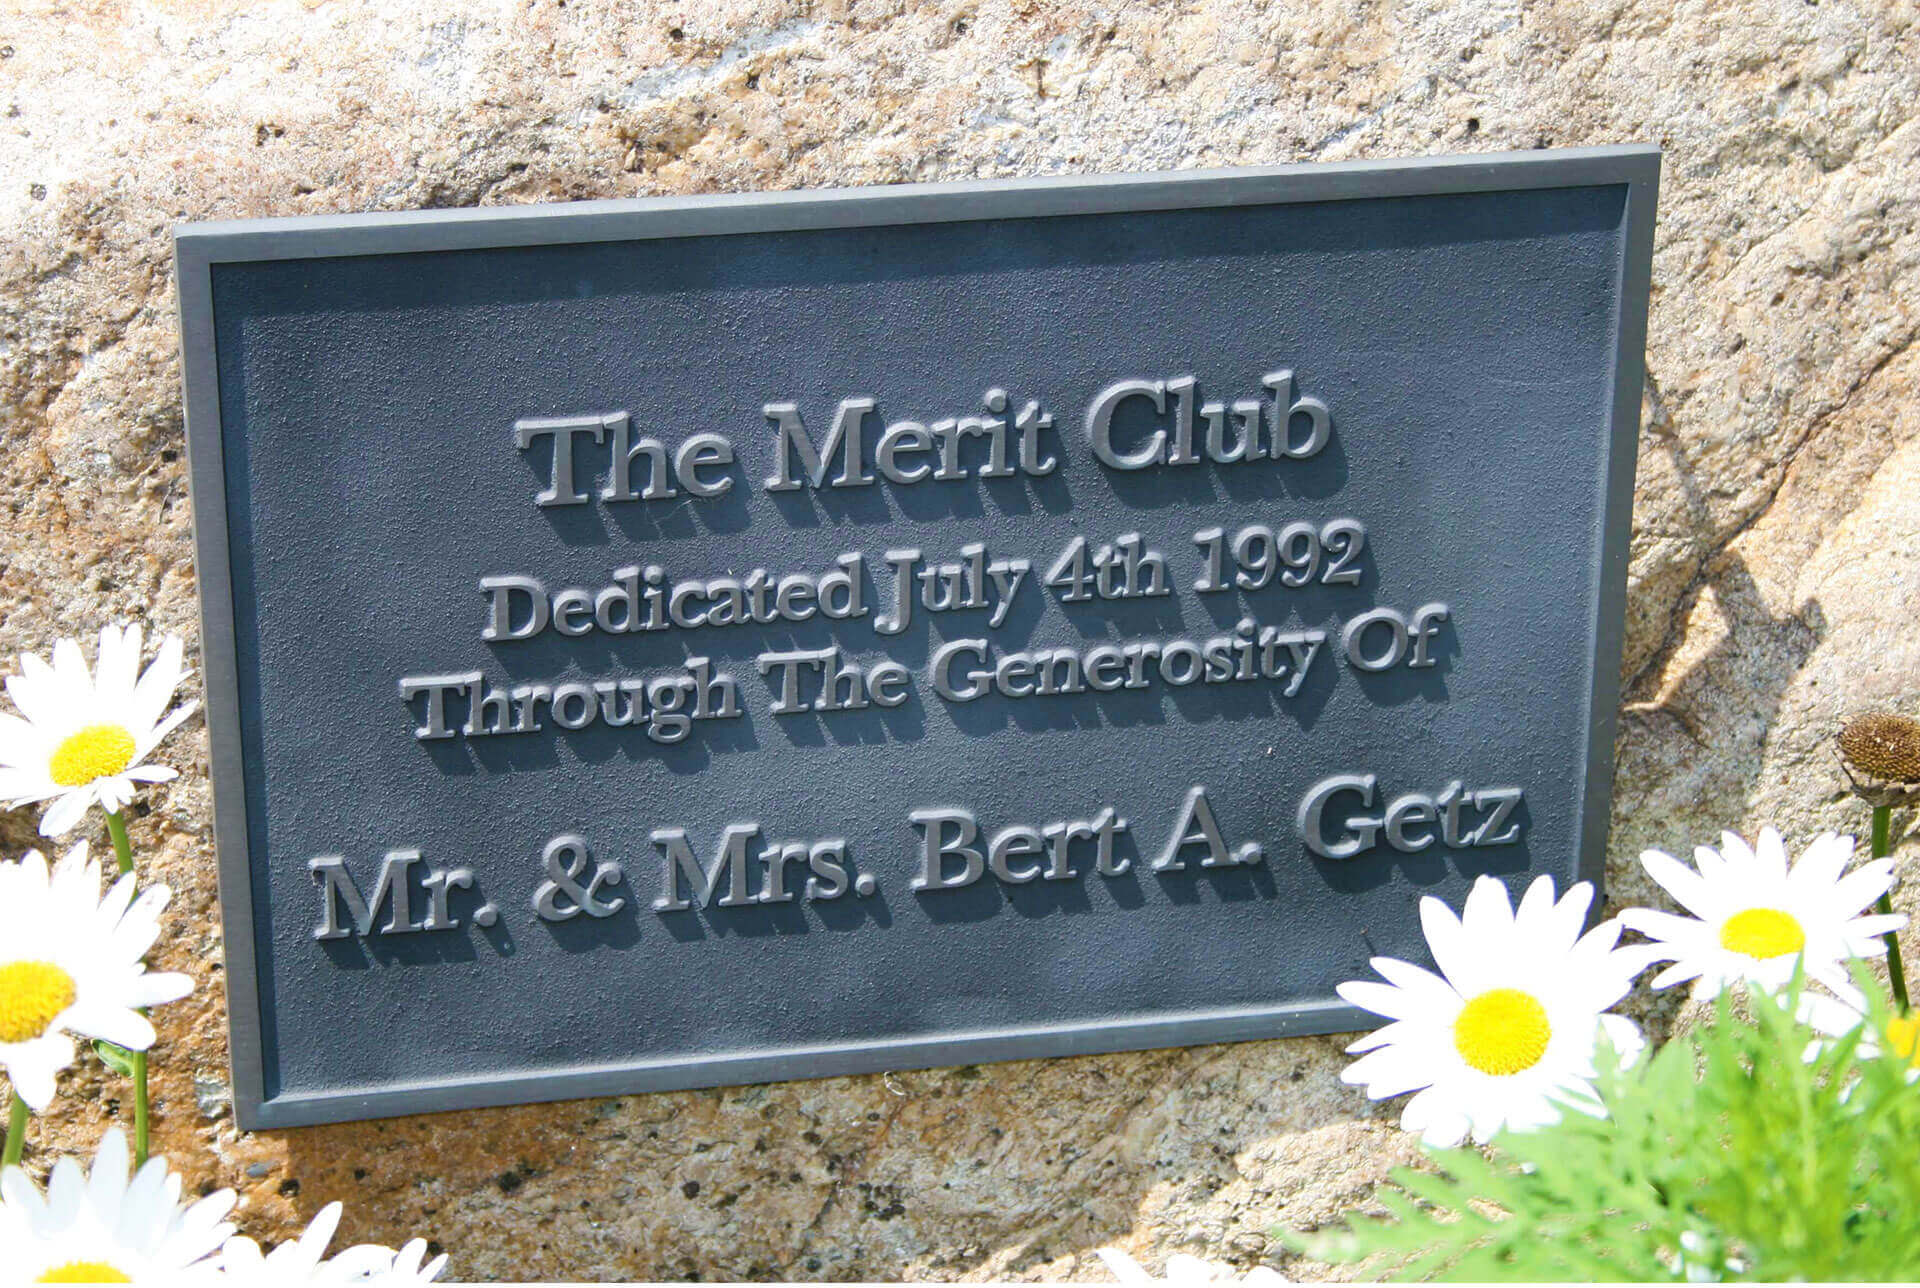 The Merit Club
Dedicated July 4th 1992
Through The Generosity Of
Mr. & Mrs. Bert A. Getz